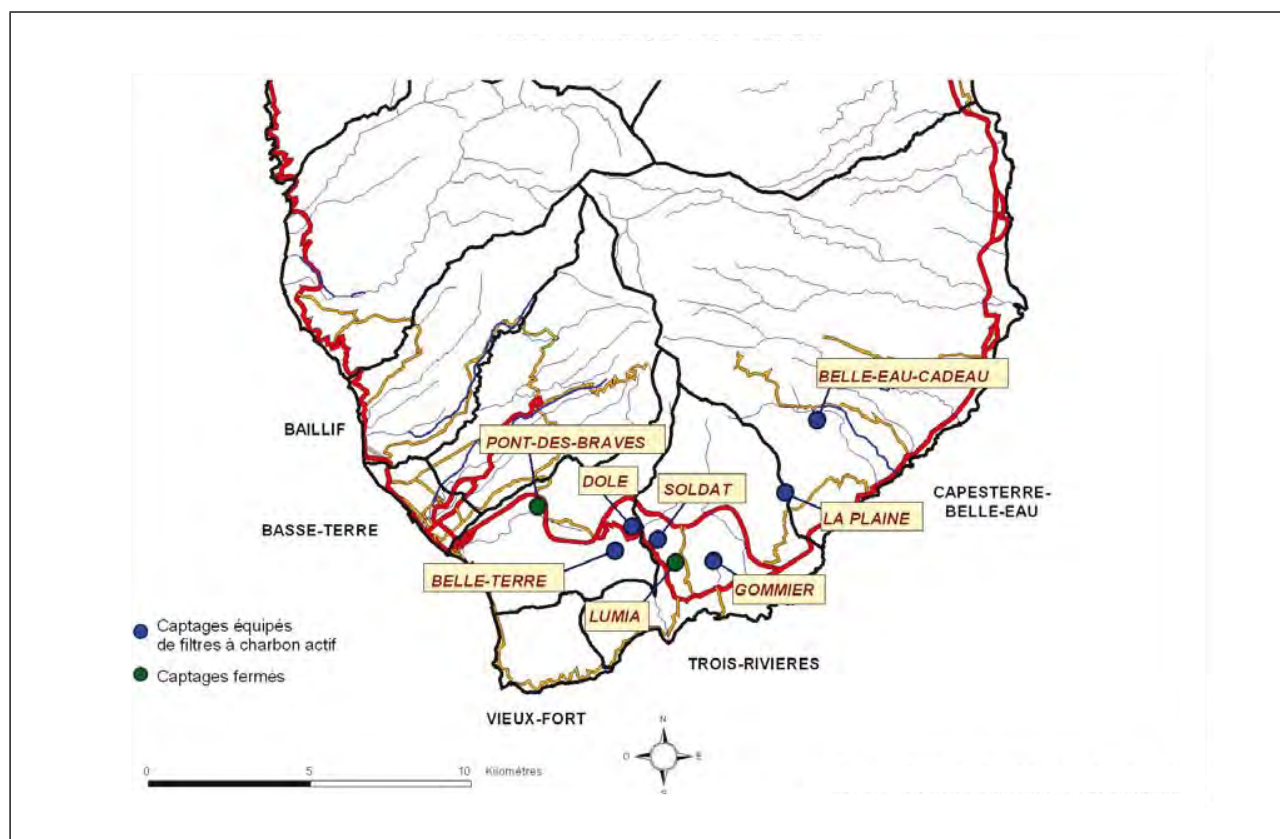 BELLE-EAU-CADEAU
BAILLIF
PONT-DES-BRAVES
DOLE
SOLDAT
CAPESTERRE-
BELLE-EAU
LA PLAINE
BASSE-TERRE
BELLE-TERRE
GOMMIER
LUMIA
Captages équipés
de filtres à charbon actif
TROIS-RIVIERES
Captages fermés
VIEUX-FORT
N
O
E
S
0
5
10
Kilomètres